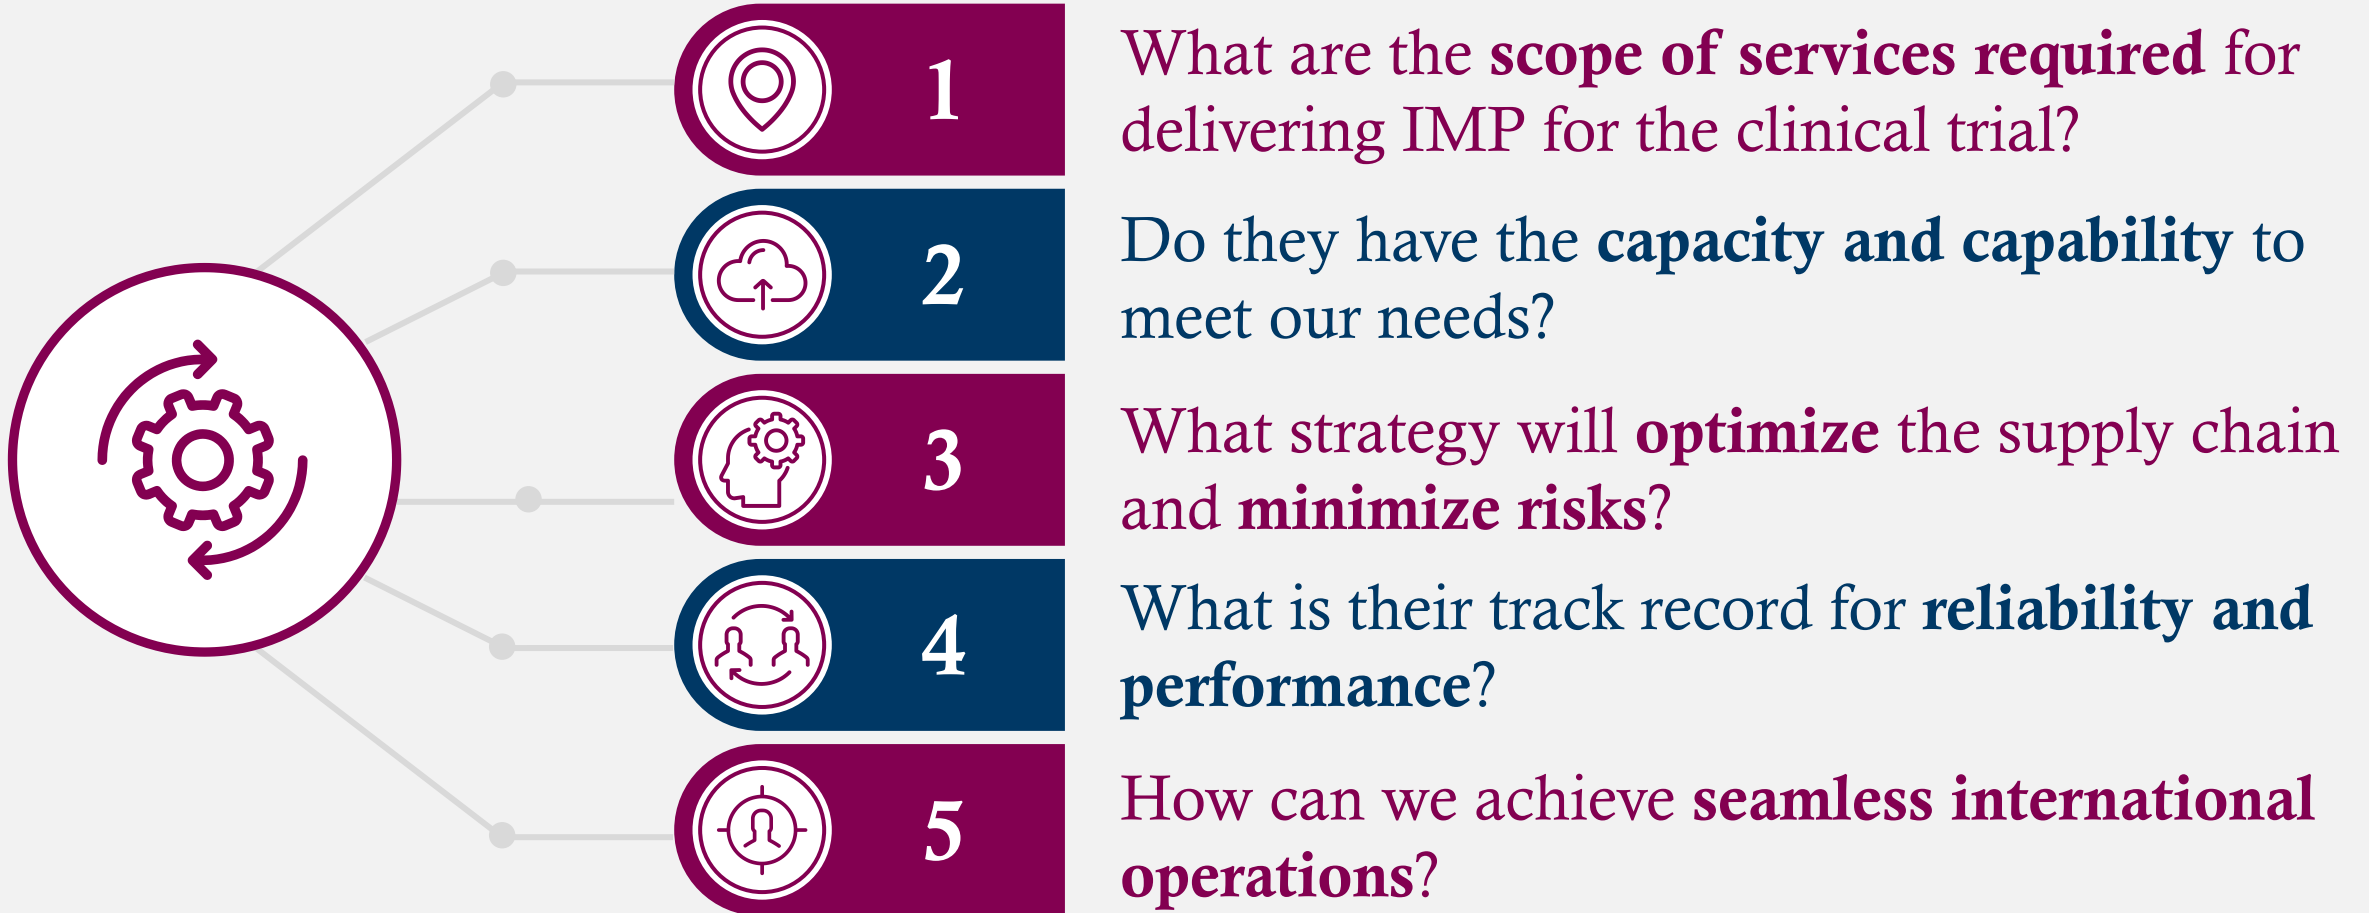 1
What are the scope of services required for
delivering IMP for the clinical trial?
2
Do they have the capacity and capability to
meet our needs?
3
What strategy will optimize the supply chain
and minimize risks?
4
What is their track record for reliability and
performance?
5
How can we achieve seamless international
operations?